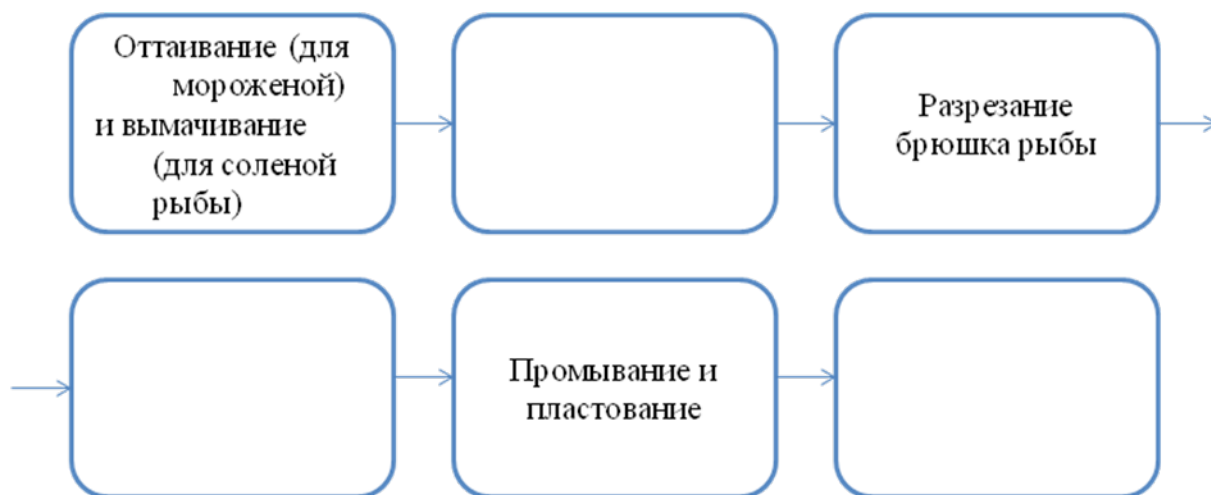 Оттаивание (для
мороженой)
и вымачивание
(для соленой
рыбы)
Разрезание
брюшка рыбы
Промывание и
пластование